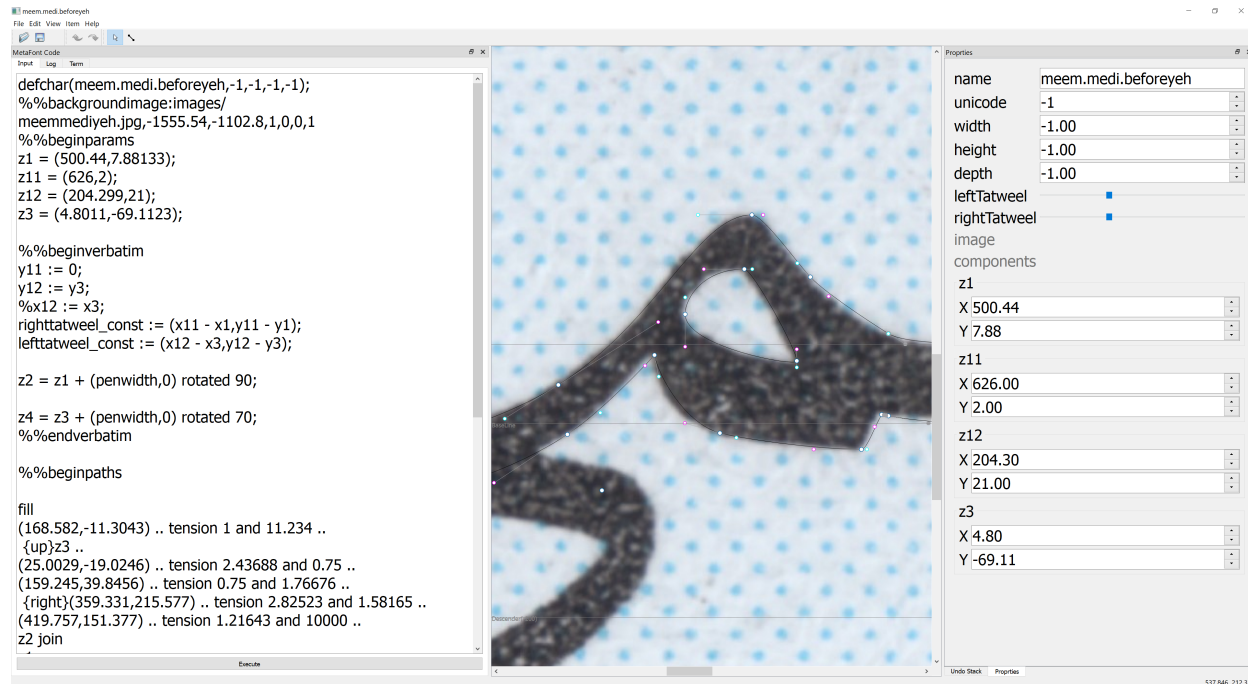 meem.medi.beforeyeh
File Edit View Item Help
MetaFont Code
Input Log Term
defchar(meem.medi.beforeyeh,-1,-1,-1,-1);
%%backgroundimage:images/
meemmediyeh.jpg,-1555.54,-1102.8,1,0,0,1
%%beginparams
z1 = (500.44,7.88133);
z11 = (626,2);
z12 = (204.299,21);
z3 = (4.8011,-69.1123);
%%beginverbatim
y11 := 0;
y12 := y3;
%x12 := x3;
righttatweel_const := (x11 - x1,y11 - y1);
lefttatweel_const := (x12 - x3,y12 - y3);
z2 = z1 + (penwidth,0) rotated 90;
z4 = z3 + (penwidth,0) rotated 70;
%%endverbatim
%%beginpaths
fill
(168.582,-11.3043) .. tension 1 and 11.234 ..
{up}z3 ..
(25.0029,-19.0246) .. tension 2.43688 and 0.75 ..
(159.245,39.8456) .. tension 0.75 and 1.76676 ..
{right}(359.331,215.577) .. tension 2.82523 and 1.58165 ..
(419.757,151.377) .. tension 1.21643 and 10000 ..
z2 join
Execute
Proprties
name meem.medi.beforeyeh
unicode -1
width -1.00
height -1.00
depth -1.00
leftTatweel
rightTatweel
image
components
z1
X 500.44
Y 7.88
z11
X 626.00
Y 2.00
z12
X 204.30
Y 21.00
z3
X 4.80
Y -69.11
Undo Stack Proprties